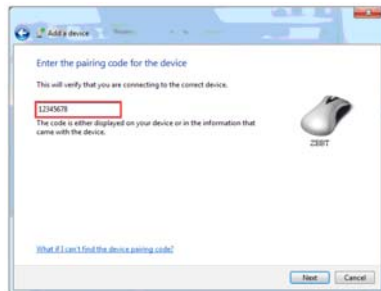 Add a device
Enter the pairing code for the device
This will verify that you are connecting to the correct device.
12345678
The code is either displayed on your device or in the information that
came with the device.
ZBBT
What if I can't find the device pairing code?
Next
Cancel